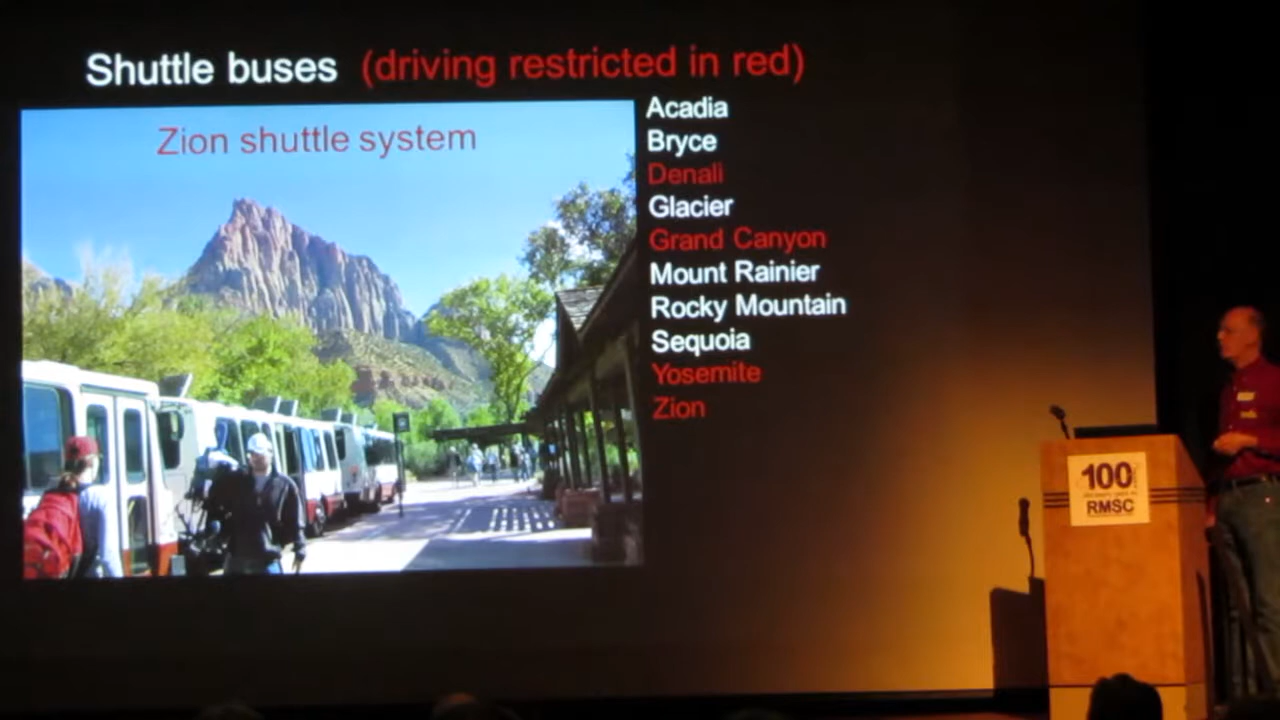 Shuttle buses (driving restricted in red)
Zion shuttle system
Acadia
Bryce
Denali
Glacier
Grand Canyon
Mount Rainier
Rocky Mountain
Sequoia
Yosemite
Zion
100
RMSC